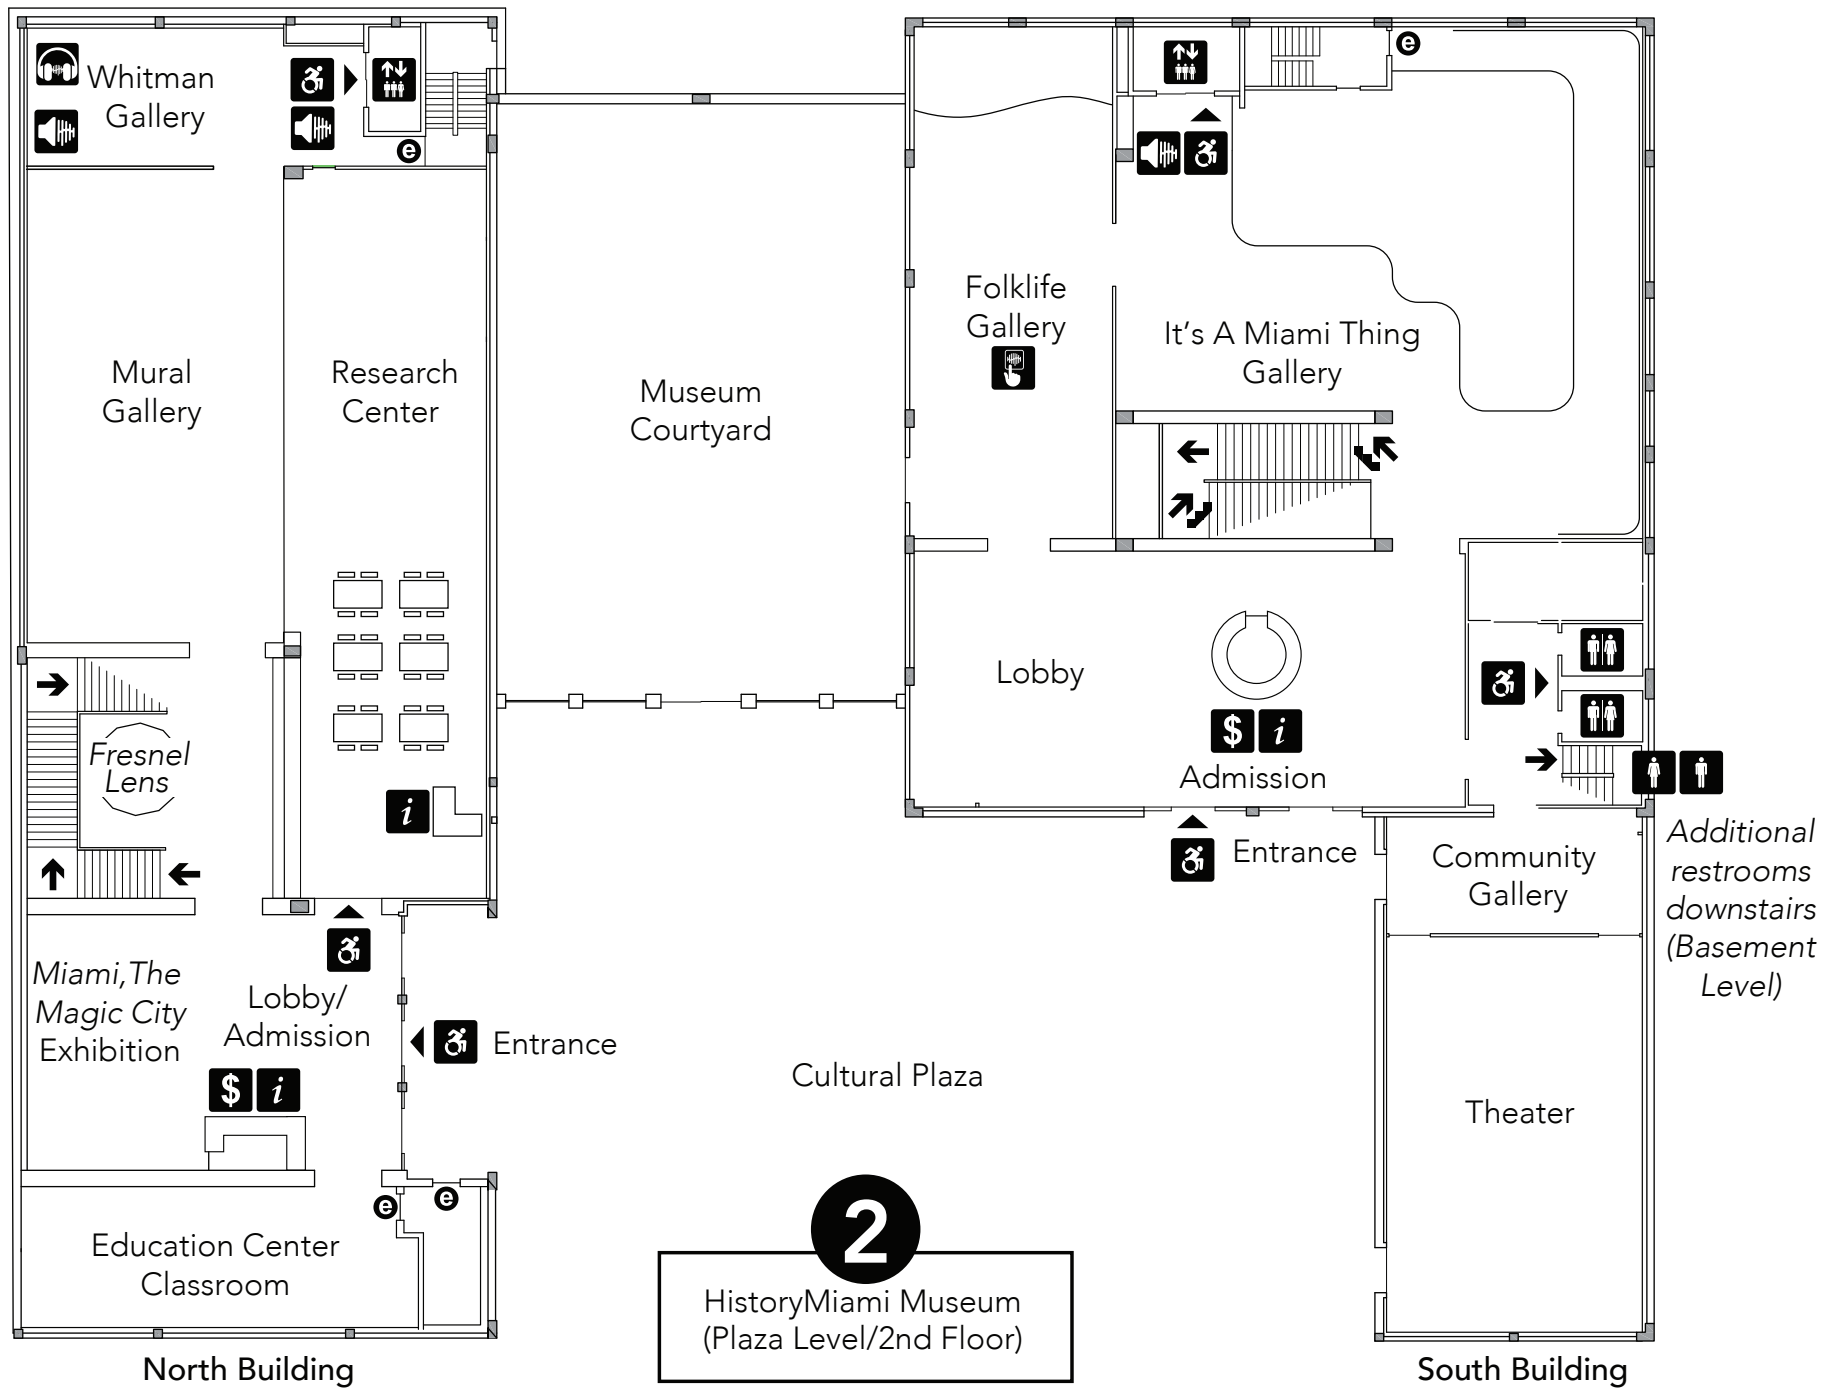 Whitman
Gallery
e
e
Mural
Gallery
Research
Center
Museum
Courtyard
Folklife
Gallery
It's A Miami Thing
Gallery
Fresnel
Lens
i
Lobby
$ i
Admission
Entrance
Community
Gallery
Additional
restrooms
downstairs
(Basement
Level)
Miami, The
Magic City
Exhibition
Lobby/
Admission
$ i
Entrance
Cultural Plaza
Theater
e
e
Education Center
Classroom
2
HistoryMiami Museum
(Plaza Level/2nd Floor)
North Building
South Building